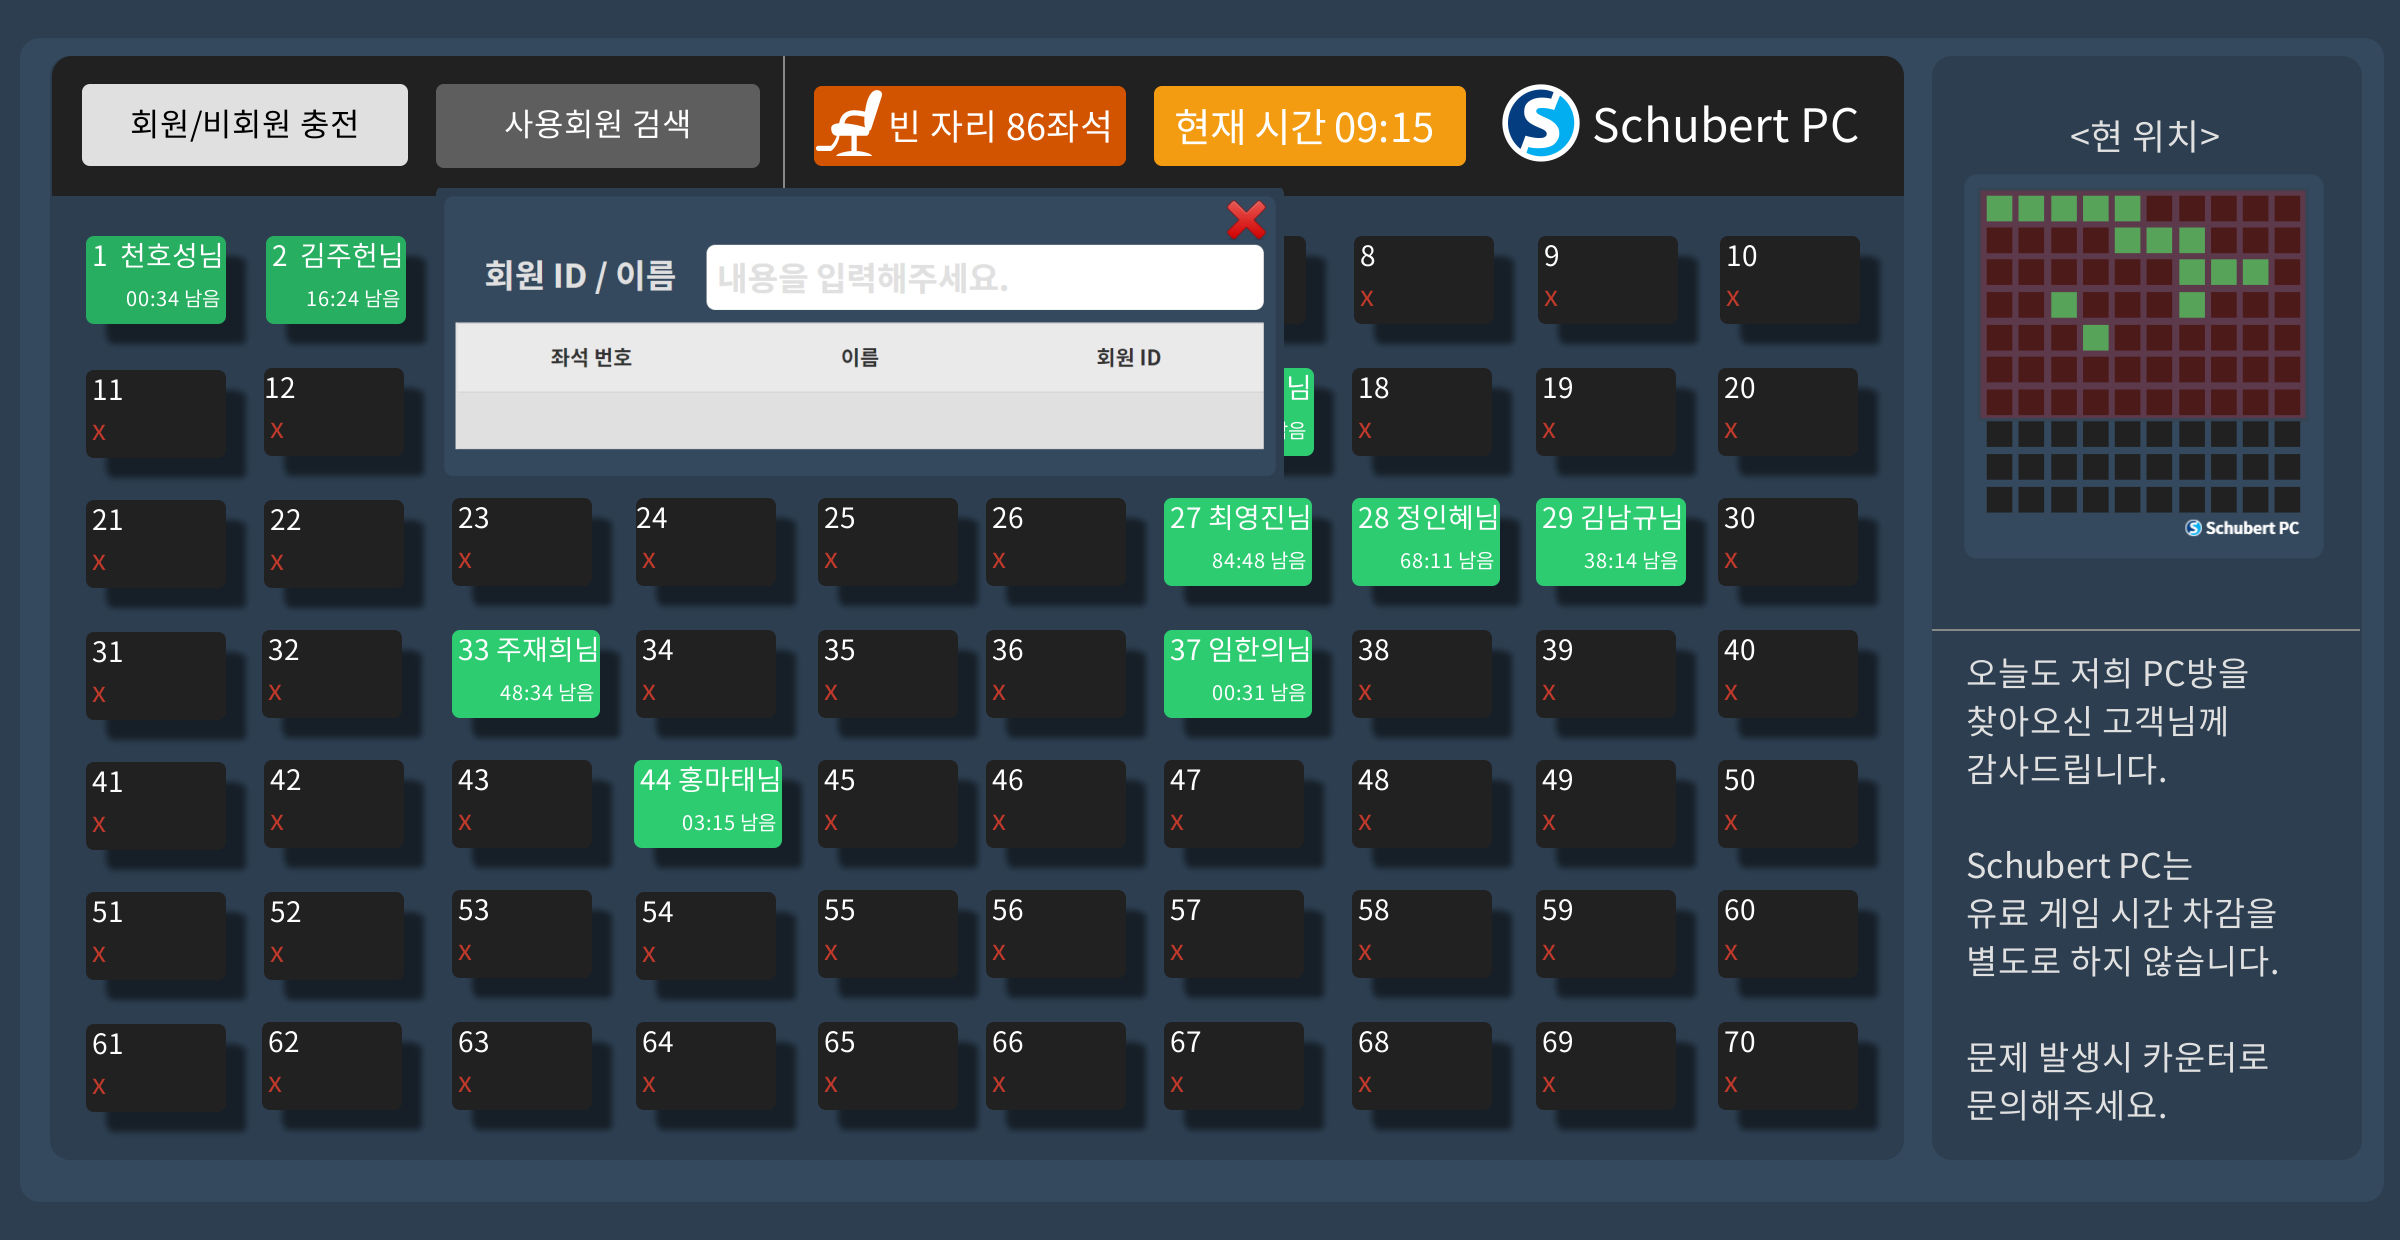 회원/비회원 충전
사용회원 검색
빈 자리 86좌석
현재 시간 09:15
Schubert PC
회원 ID / 이름
내용을 입력해주세요.
좌석 번호 이름 회원 ID
1 천호성님
00:34 남음
2 김주헌님
16:24 남음
8
X
9
X
10
X
11
X
12
X
님
남음
18
X
19
X
20
X
21
X
22
X
23
X
24
X
25
X
26
X
27 최영진님
84:48 남음
28 정인혜님
68:11 남음
29 김남규님
38:14 남음
30
X
31
X
32
X
33 주재희님
48:34 남음
34
X
35
X
36
X
37 임한의님
00:31 남음
38
X
39
X
40
X
41
X
42
X
43
X
44 홍마태님
03:15 남음
45
X
46
X
47
X
48
X
49
X
50
X
51
X
52
X
53
X
54
X
55
X
56
X
57
X
58
X
59
X
60
X
61
X
62
X
63
X
64
X
65
X
66
X
67
X
68
X
69
X
70
X
<현 위치>
Schubert PC
오늘도 저희 PC방을
찾아오신 고객님께
감사드립니다.
Schubert PC는
유료 게임 시간 차감을
별도로 하지 않습니다.
문제 발생시 카운터로
문의해주세요.